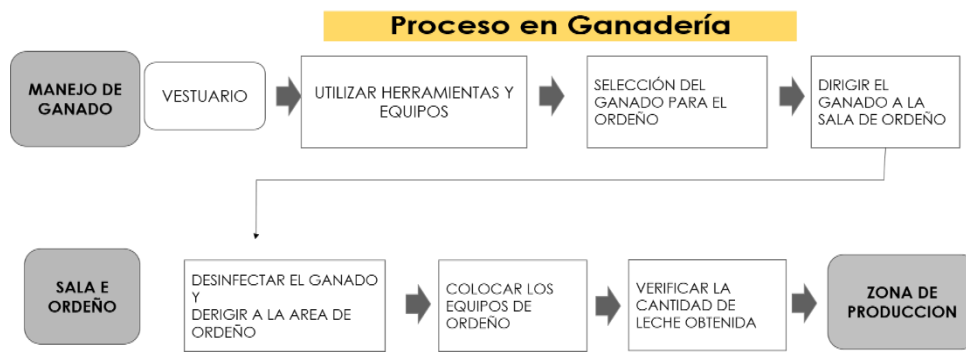 Proceso en Ganadería
MANEJO DE
GANADO
VESTUARIO
UTILIZAR HERRAMIENTAS Y
EQUIPOS
SELECCIÓN DEL
GANADO PARA EL
ORDEÑO
DIRIGIR EL
GANADO A LA
SALA DE ORDEÑO
SALA E
ORDEÑO
DESINFECTAR EL GANADO
Y
DERIGIR A LA AREA DE
ORDEÑO
COLOCAR LOS
EQUIPOS DE
ORDEÑO
VERIFICAR LA
CANTIDAD DE
LECHE OBTENIDA
ZONA DE
PRODUCCION